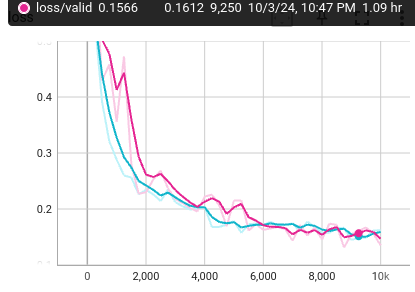 loss/valid 0.1566 0.1612 9,250 10/3/24, 10:47 PM 1.09 hr
loss
0.4
0.3
0.2
0 2,000 4,000 6,000 8,000 10k